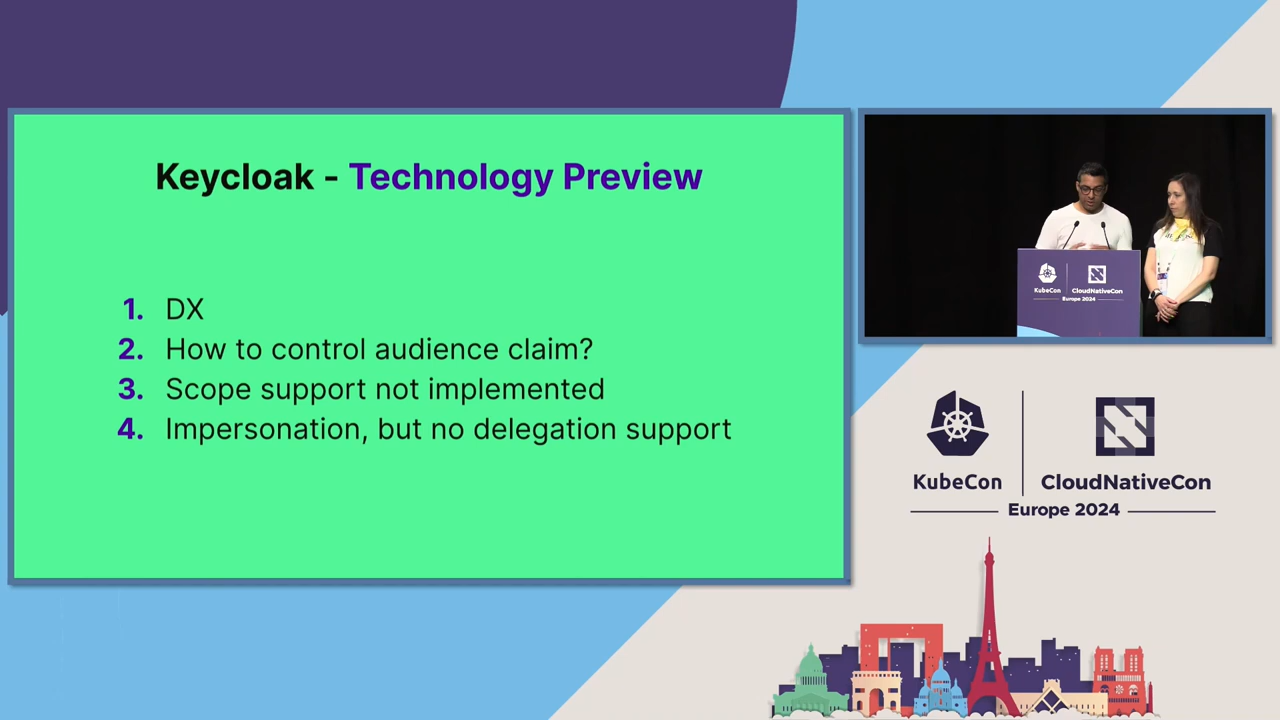 Keycloak - Technology Preview
1. DX
2. How to control audience claim?
3. Scope support not implemented
4. Impersonation, but no delegation support
KubeCon
CloudNativeCon
Europe 2024
KubeCon
CloudNativeCon
Europe 2024